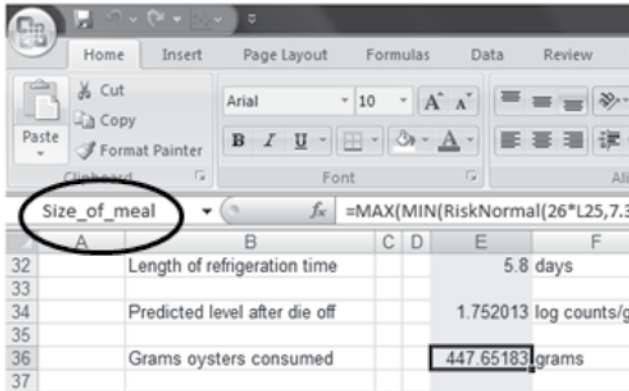 Home Insert Page Layout Formulas Data Review
Cut
Copy
Paste
Format Painter
Arial 10 A A
B I U A
Clipboard Font
Size_of_meal fx =MAX(MIN(RiskNormal(26*L25,7.3
A B C D E F
32 Length of refrigeration time 5.8 days
33
34 Predicted level after die off 1.752013 log counts/g
35
36 Grams oysters consumed 447.65183 grams
37